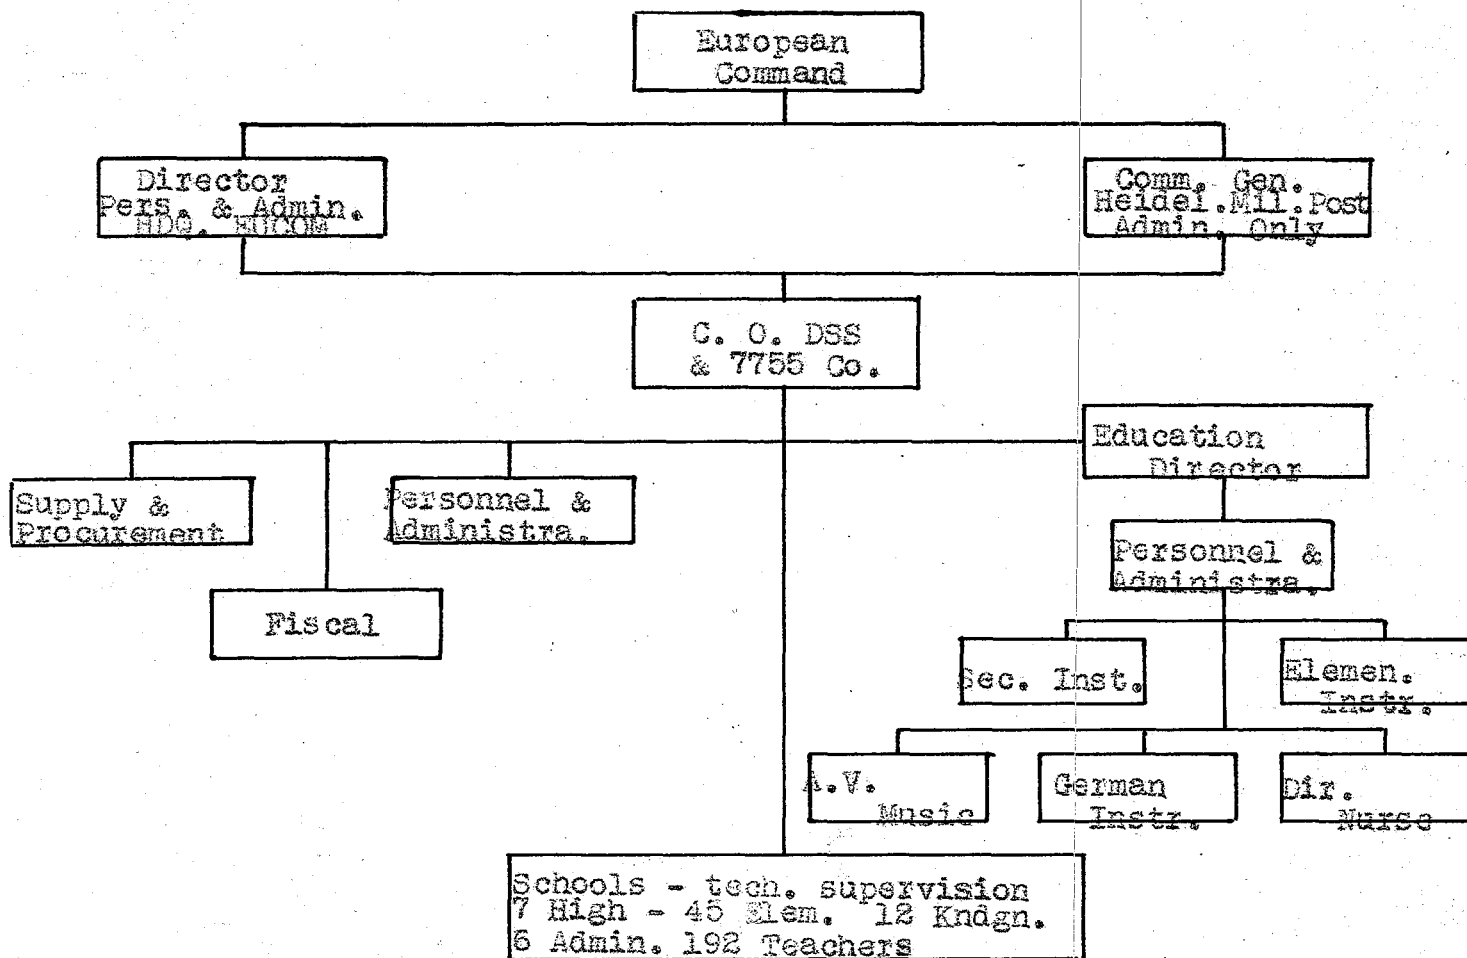 European
Command
Director
Pers. & Admin.
HDQ. EUCOM
Comm. Gen.
Heidel.Mil.Post
Admin. Only
C. O. DSS
& 7755 Co.
Education
Director
Supply &
Procurement
Personnel &
Administra.
Fiscal
Personnel &
Administra.
Sec. Inst.
Elemen.
Instr.
A.V.
Music
German
Instr.
Dir.
Nurse
Schools - tech. supervision
7 High - 45 Elem. 12 Kndgn.
6 Admin. 192 Teachers